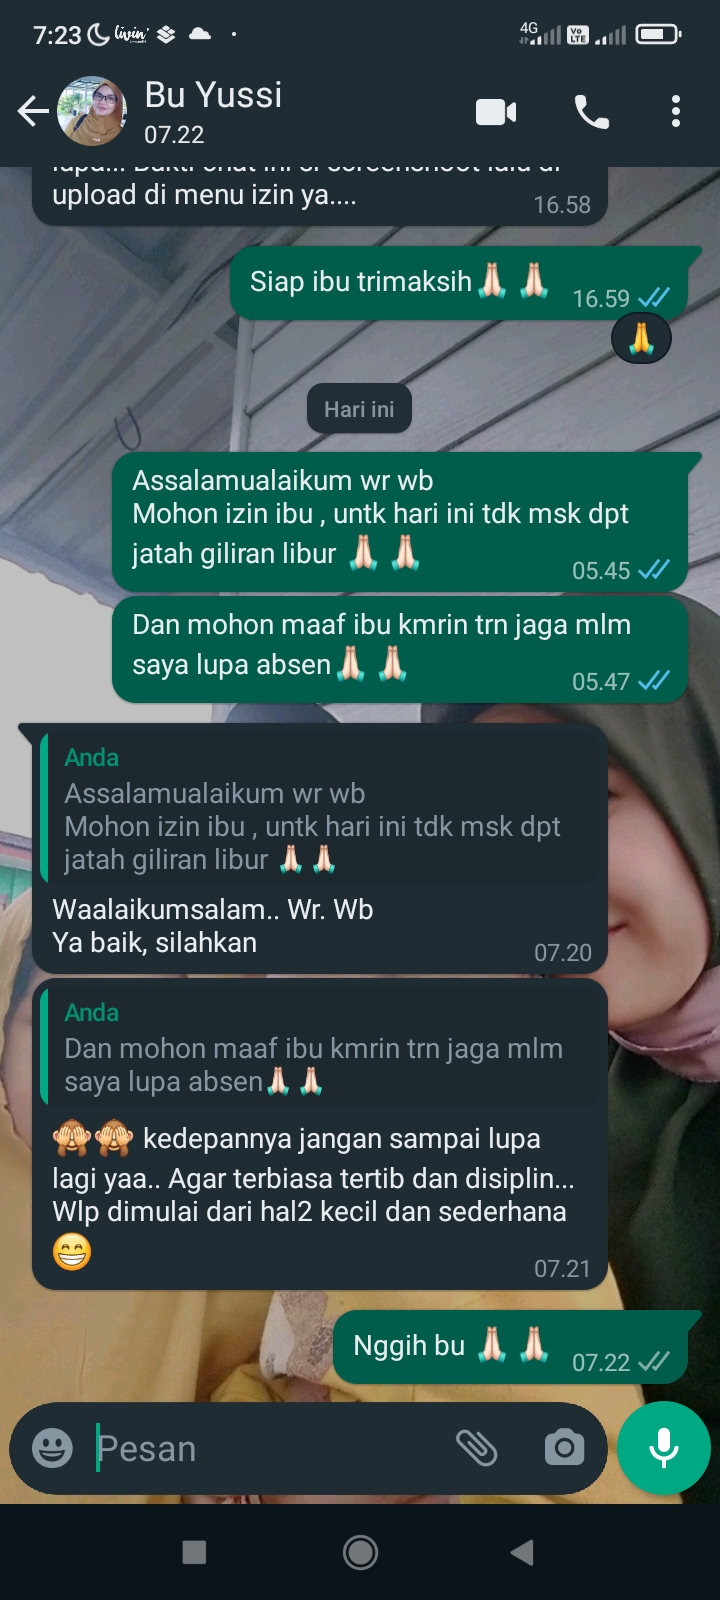 7:23 livin'
4G
Vo LTE
Bu Yussi
07.22
upload di menu izin ya....
16.58
Siap ibu trimaksih🙏🏻 🙏🏻
16.59
🙏
Hari ini
Assalamualaikum wr wb
Mohon izin ibu , untk hari ini tdk msk dpt
jatah giliran libur 🙏🏻 🙏🏻
05.45
Dan mohon maaf ibu kmrin trn jaga mlm
saya lupa absen🙏🏻 🙏🏻
05.47
Anda
Assalamualaikum wr wb
Mohon izin ibu , untk hari ini tdk msk dpt
jatah giliran libur 🙏🏻 🙏🏻
Waalaikumsalam.. Wr. Wb
Ya baik, silahkan
07.20
Anda
Dan mohon maaf ibu kmrin trn jaga mlm
saya lupa absen🙏🏻 🙏🏻
🙈🙈 kedepannya jangan sampai lupa
lagi yaa.. Agar terbiasa tertib dan disiplin...
Wlp dimulai dari hal2 kecil dan sederhana
😁
07.21
Nggih bu 🙏🏻 🙏🏻
07.22
Pesan